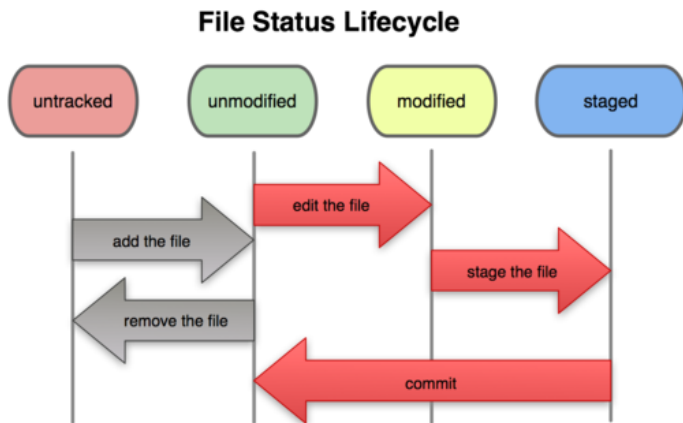 File Status Lifecycle
untracked
unmodified
modified
staged
edit the file
add the file
stage the file
remove the file
commit